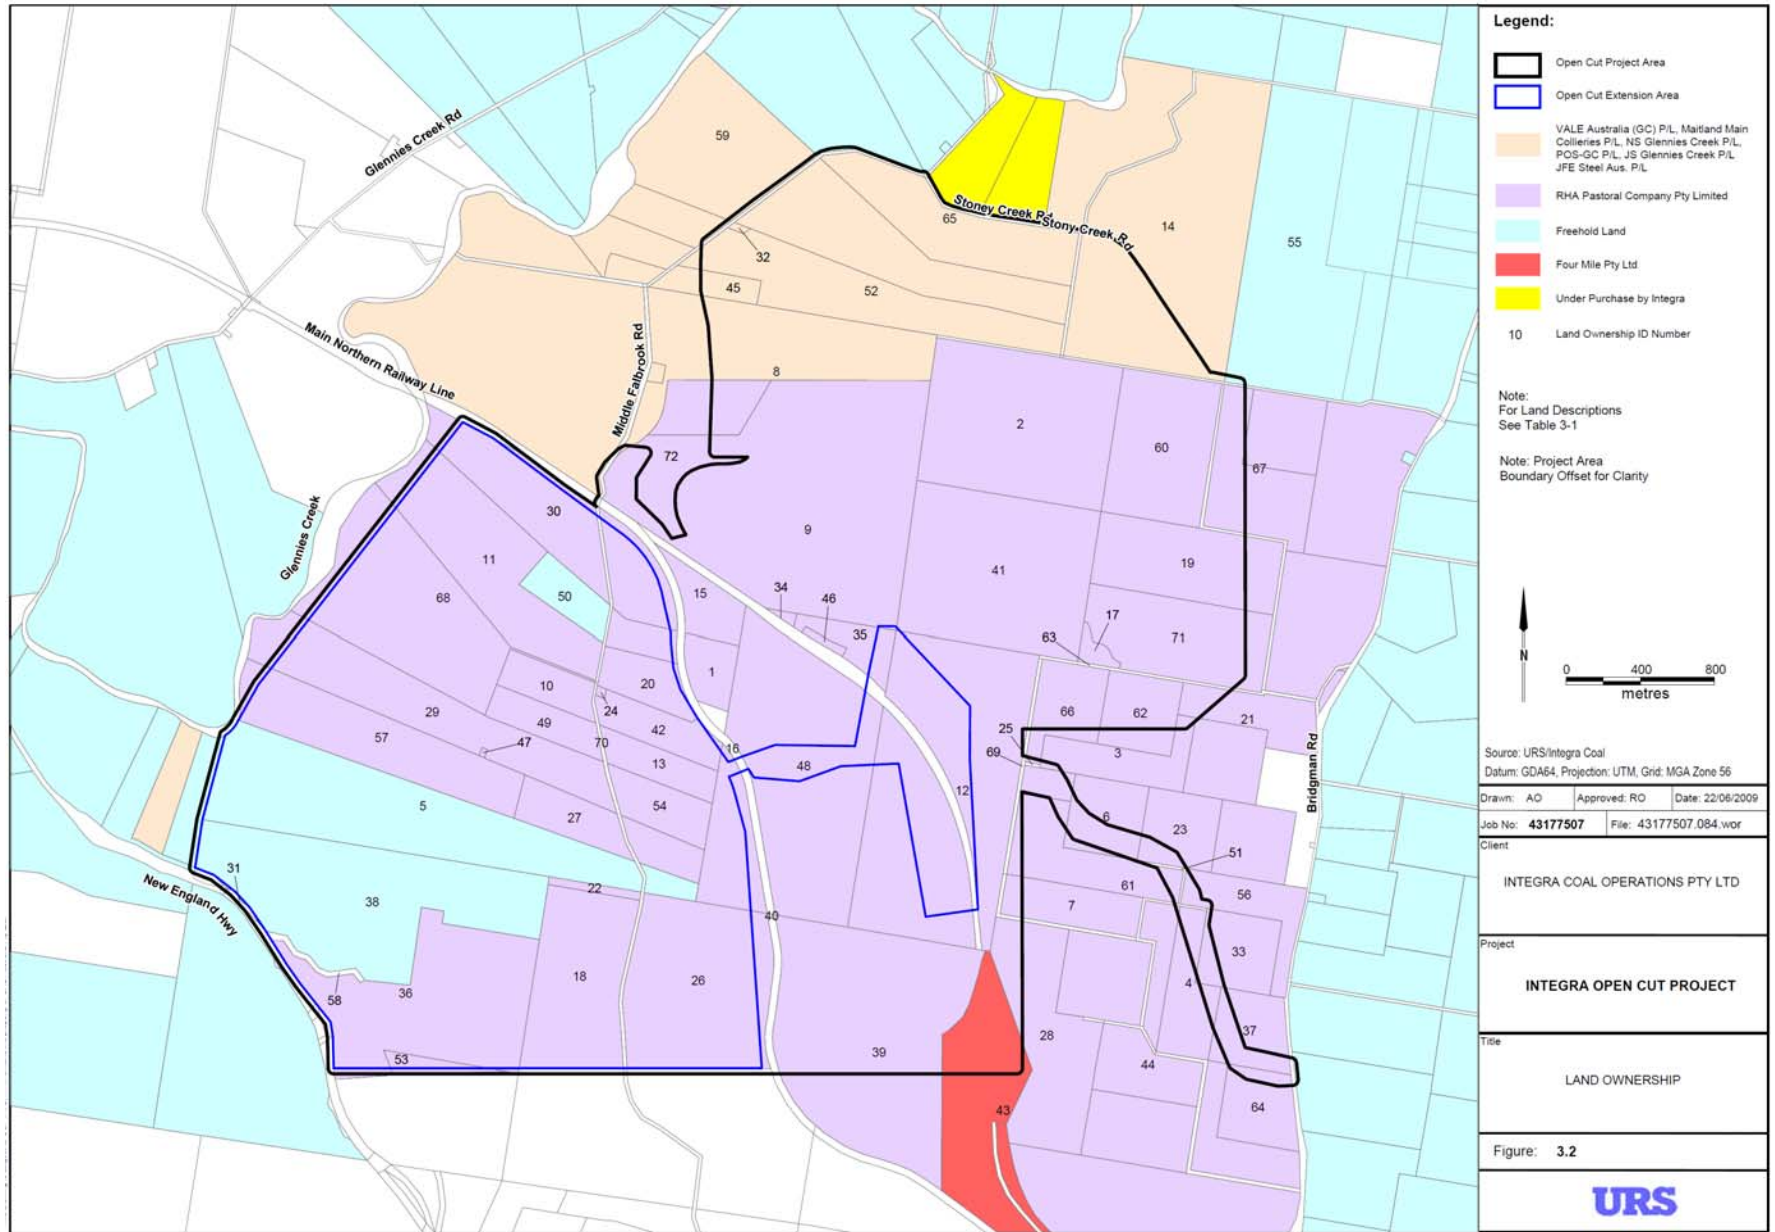 Glennies Creek Rd
59
Stoney Creek Rd
Stony Creek Rd
65
14
55
32
45
52
Main Northern Railway Line
Middle Falbrook Rd
8
2
60
67
72
30
9
11
41
19
Glennies Creek
50
68
15
34
46
35
17
71
63
1
10
20
24
29
49
42
66
62
21
25
57
47
70
16
69
3
48
13
12
Bridgman Rd
5
54
27
6
23
51
31
38
22
61
56
New England Hwy
40
7
33
18
26
4
58
36
37
28
39
53
44
43
64
Legend:
Open Cut Project Area
Open Cut Extension Area
VALE Australia (GC) P/L, Maitland Main
Collieries P/L, NS Glennies Creek P/L,
POS-GC P/L, JS Glennies Creek P/L
JFE Steel Aus. P/L
RHA Pastoral Company Pty Limited
Freehold Land
Four Mile Pty Ltd
Under Purchase by Integra
10 Land Ownership ID Number
Note:
For Land Descriptions
See Table 3-1
Note: Project Area
Boundary Offset for Clarity
N
0 400 800
metres
Source: URS/Integra Coal
Datum: GDA64, Projection: UTM, Grid: MGA Zone 56
Drawn: AO Approved: RO Date: 22/06/2009
Job No: 43177507 File: 43177507.084.wor
Client
INTEGRA COAL OPERATIONS PTY LTD
Project
INTEGRA OPEN CUT PROJECT
Title
LAND OWNERSHIP
Figure: 3.2
URS